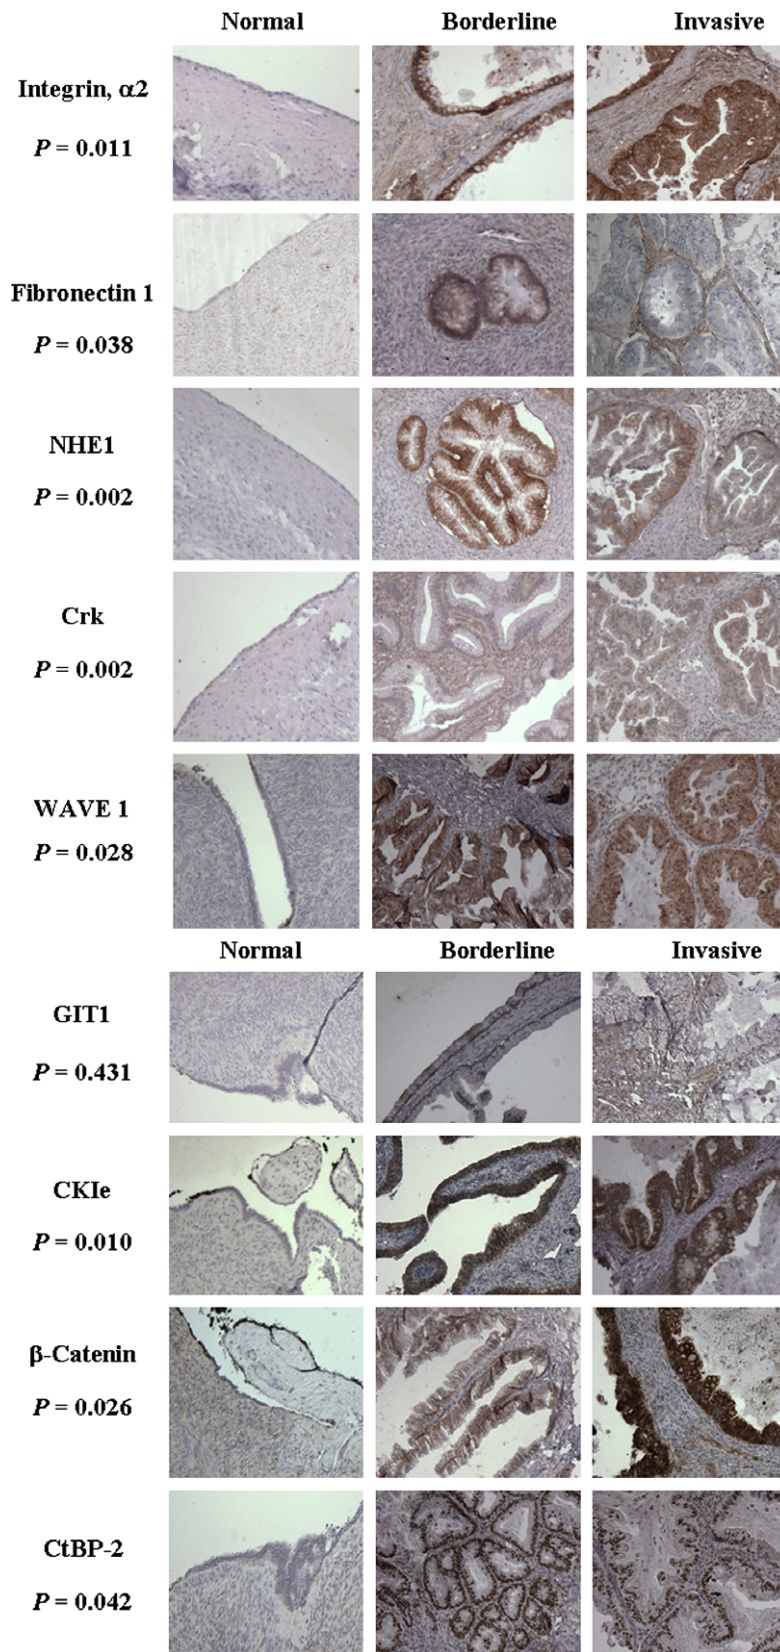 Normal Borderline Invasive
Integrin, α2
P = 0.011
Fibronectin 1
P = 0.038
NHE1
P = 0.002
Crk
P = 0.002
WAVE 1
P = 0.028
Normal Borderline Invasive
GIT1
P = 0.431
CKIe
P = 0.010
β-Catenin
P = 0.026
CtBP-2
P = 0.042